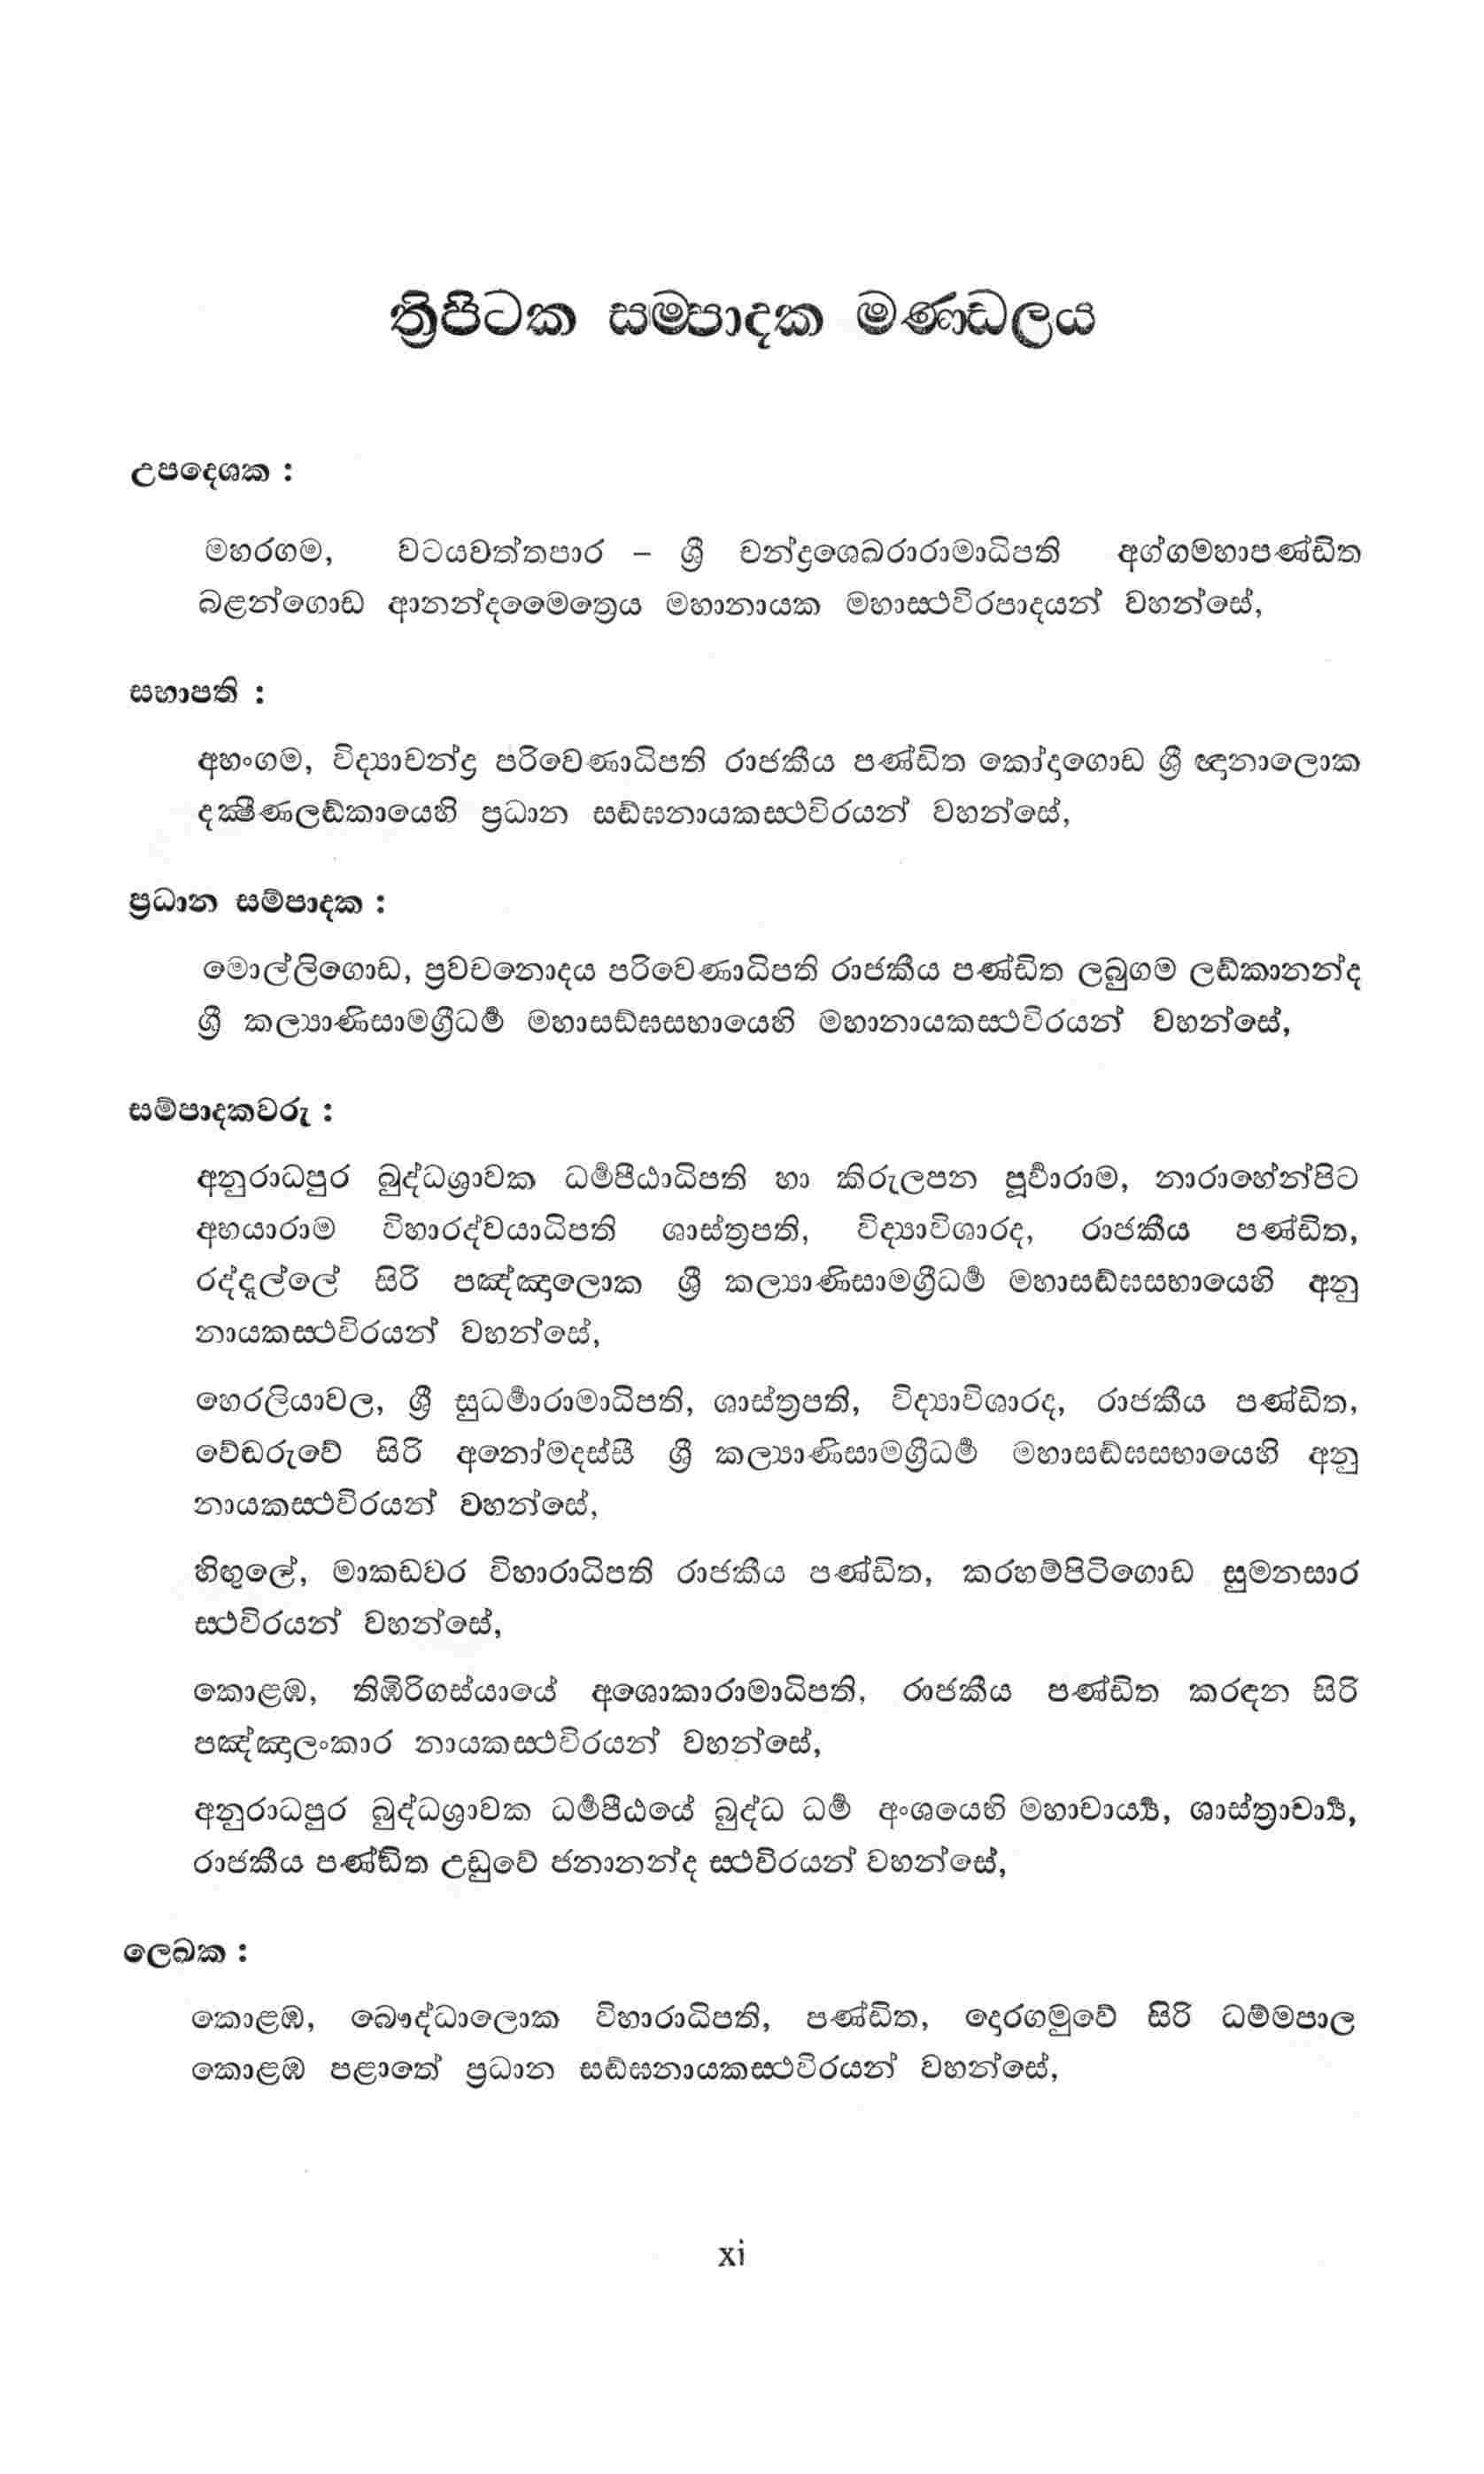 ත්‍රිපිටක සම්පාදක මණ්ඩලය
උපදෙශක :
මහරගම, වටයවත්තපාර – ශ්‍රී චන්ද්‍රශෙඛරාරාමාධිපති අග්ගමහාපණ්ඩිත
බළන්ගොඩ ආනන්දමෛත්‍රෙය මහානායක මහාස්‍ථවිරපාදයන් වහන්සේ,
සභාපති :
අහංගම, විද්‍යාචන්ද්‍ර පරිවෙණාධිපති රාජකීය පණ්ඩිත කෝදාගොඩ ශ්‍රී ඥානාලොක
දක්‍ෂිණලඞ්කායෙහි ප්‍රධාන සඞ්ඝනායකස්‍ථවිරයන් වහන්සේ,
ප්‍රධාන සම්පාදක :
මොල්ලිගොඩ, ප්‍රවචනොදය පරිවෙණාධිපති රාජකීය පණ්ඩිත ලබුගම ලඞ්කානන්ද
ශ්‍රී කල්‍යාණිසාමග්‍රීධර්‍ම මහාසඞ්ඝසභායෙහි මහානායකස්‍ථවිරයන් වහන්සේ,
සම්පාදකවරු :
අනුරාධපුර බුද්ධශ්‍රාවක ධර්‍මපීඨාධිපති හා කිරුලපන පූර්‍වාරාම, නාරාහේන්පිට
අභයාරාම විහාරද්වයාධිපති ශාස්ත්‍රපති, විද්‍යාවිශාරද, රාජකීය පණ්ඩිත,
රද්දූල්ලේ සිරි පඤ්ඤාලොක ශ්‍රී කල්‍යාණිසාමග්‍රීධර්‍ම මහාසඞ්ඝසභායෙහි අනු
නායකස්‍ථවිරයන් වහන්සේ,
හෙරලියාවල, ශ්‍රී සුධර්‍මාරාමාධිපති, ශාස්ත්‍රපති, විද්‍යාවිශාරද, රාජකීය පණ්ඩිත,
වේඬරුවේ සිරි අනෝමදස්සී ශ්‍රී කල්‍යාණිසාමග්‍රීධර්‍ම මහාසඞ්ඝසභායෙහි අනු
නායකස්‍ථවිරයන් වහන්සේ,
හිඟුලේ, මාකඩවර විහාරාධිපති රාජකීය පණ්ඩිත, කරහම්පිටිගොඩ සුමනසාර
ස්‍ථවිරයන් වහන්සේ,
කොළඹ, තිඹිරිගස්යායේ අශොකාරාමාධිපති, රාජකීය පණ්ඩිත කරඳන සිරි
පඤ්ඤාලංකාර නායකස්‍ථවිරයන් වහන්සේ,
අනුරාධපුර බුද්ධශ්‍රාවක ධර්‍මපීඨයේ බුද්ධ ධර්‍ම අංශයෙහි මහාචාර්‍ය්‍ය, ශාස්ත්‍රාචාර්‍ය්‍ය,
රාජකීය පණ්ඩිත උඩුවේ ජනානන්ද ස්‍ථවිරයන් වහන්සේ,
ලෙඛක :
කොළඹ, බෞද්ධාලොක විහාරාධිපති, පණ්ඩිත, දොරගමුවේ සිරි ධම්මපාල
කොළඹ පළාතේ ප්‍රධාන සඞ්ඝනායකස්‍ථවිරයන් වහන්සේ,
xi